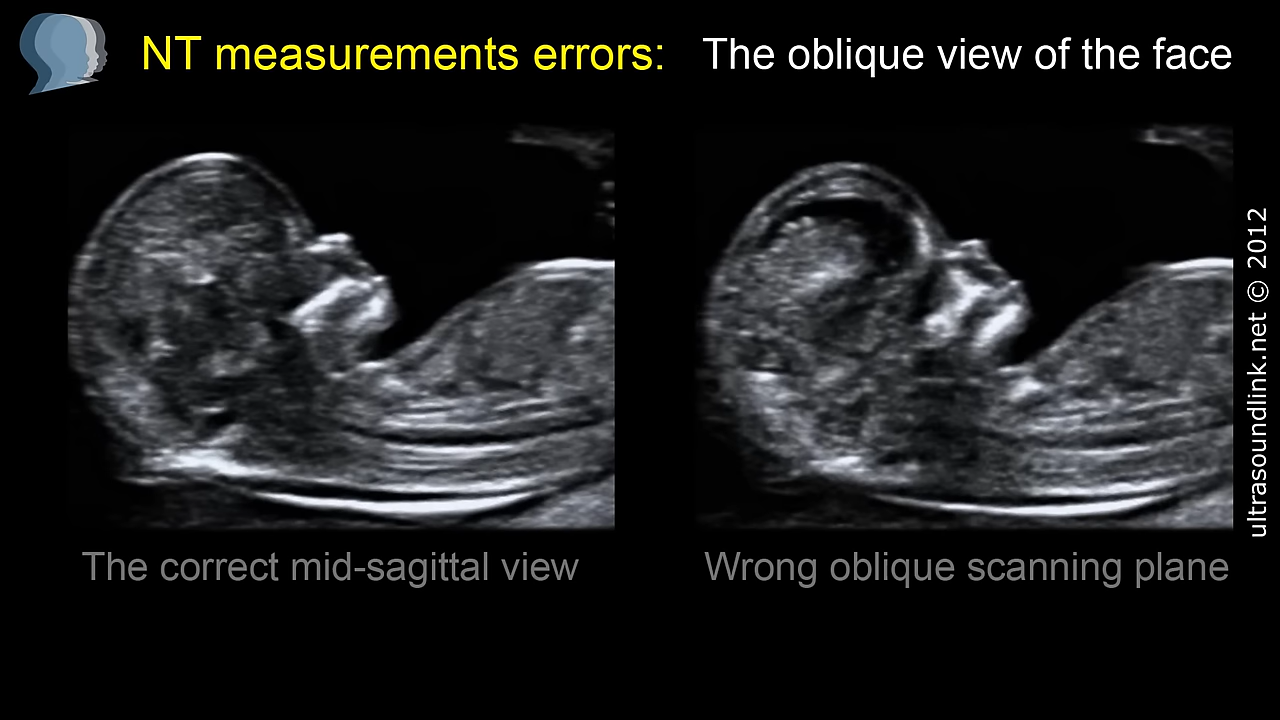 NT measurements errors: The oblique view of the face
The correct mid-sagittal view
Wrong oblique scanning plane
ultrasoundlink.net © 2012